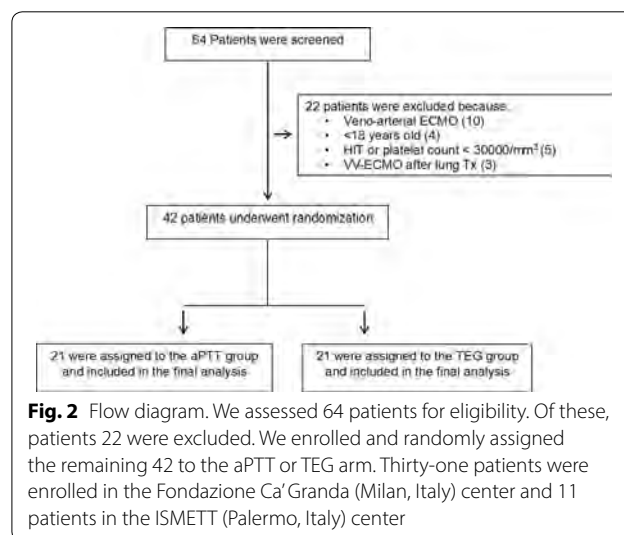 64 Patients were screened
22 patients were excluded because
• Veno-arterial ECMO (10)
• <18 years old (4)
• HIT or platelet count < 30000/mm³ (5)
• VV-ECMO after lung Tx (3)
42 patients underwent randomization
21 were assigned to the aPTT group
and included in the final analysis
21 were assigned to the TEG group
and included in the final analysis
Fig. 2 Flow diagram. We assessed 64 patients for eligibility. Of these,
patients 22 were excluded. We enrolled and randomly assigned
the remaining 42 to the aPTT or TEG arm. Thirty-one patients were
enrolled in the Fondazione Ca’Granda (Milan, Italy) center and 11
patients in the ISMETT (Palermo, Italy) center